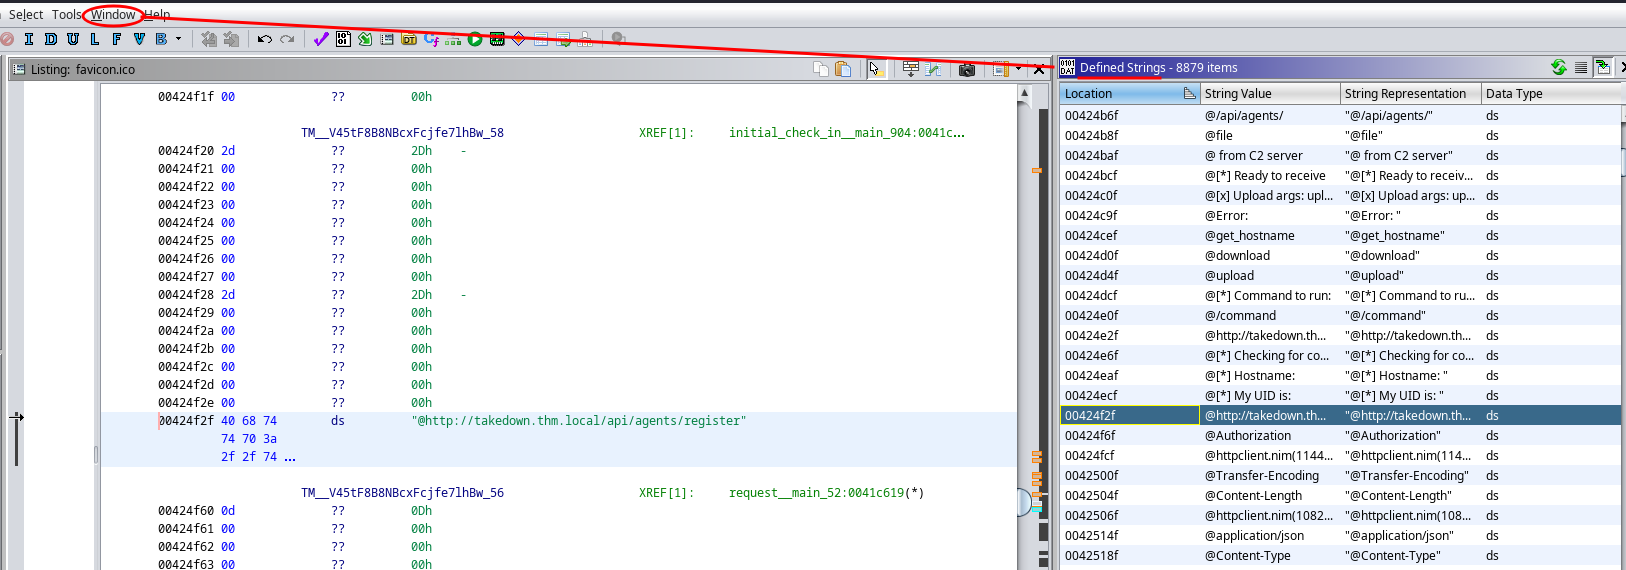 Select Tools Window Help
I D U L F V B
Listing: favicon.ico
00424f1f 00 ?? 00h
TM__V45tF8B8NBcxFcjfe7lhBw_58 XREF[1]: initial_check_in__main_904:0041c...
00424f20 2d ?? 2Dh -
00424f21 00 ?? 00h
00424f22 00 ?? 00h
00424f23 00 ?? 00h
00424f24 00 ?? 00h
00424f25 00 ?? 00h
00424f26 00 ?? 00h
00424f27 00 ?? 00h
00424f28 2d ?? 2Dh -
00424f29 00 ?? 00h
00424f2a 00 ?? 00h
00424f2b 00 ?? 00h
00424f2c 00 ?? 00h
00424f2d 00 ?? 00h
00424f2e 00 ?? 00h
00424f2f 40 68 74 ds "@http://takedown.thm.local/api/agents/register"
74 70 3a
2f 2f 74 ...
TM__V45tF8B8NBcxFcjfe7lhBw_56 XREF[1]: request__main_52:0041c619(*)
00424f60 0d ?? 0Dh
00424f61 00 ?? 00h
00424f62 00 ?? 00h
00424f63 00 ?? 00h
Defined Strings - 8879 items
Location String Value String Representation Data Type
00424b6f @/api/agents/ "@/api/agents/" ds
00424b8f @file "@file" ds
00424baf @ from C2 server "@ from C2 server" ds
00424bcf @[*] Ready to receive "@[*] Ready to receiv... ds
00424c0f @[x] Upload args: upl... "@[x] Upload args: up... ds
00424c9f @Error: "@Error: " ds
00424cef @get_hostname "@get_hostname" ds
00424d0f @download "@download" ds
00424d4f @upload "@upload" ds
00424dcf @[*] Command to run: "@[*] Command to ru... ds
00424e0f @/command "@/command" ds
00424e2f @http://takedown.th... "@http://takedown.th... ds
00424e6f @[*] Checking for co... "@[*] Checking for co... ds
00424eaf @[*] Hostname: "@[*] Hostname: " ds
00424ecf @[*] My UID is: "@[*] My UID is: " ds
00424f2f @http://takedown.th... "@http://takedown.th... ds
00424f6f @Authorization "@Authorization" ds
00424fcf @httpclient.nim(1144... "@httpclient.nim(114... ds
0042500f @Transfer-Encoding "@Transfer-Encoding" ds
0042504f @Content-Length "@Content-Length" ds
0042506f @httpclient.nim(1082... "@httpclient.nim(108... ds
0042514f @application/json "@application/json" ds
0042518f @Content-Type "@Content-Type" ds